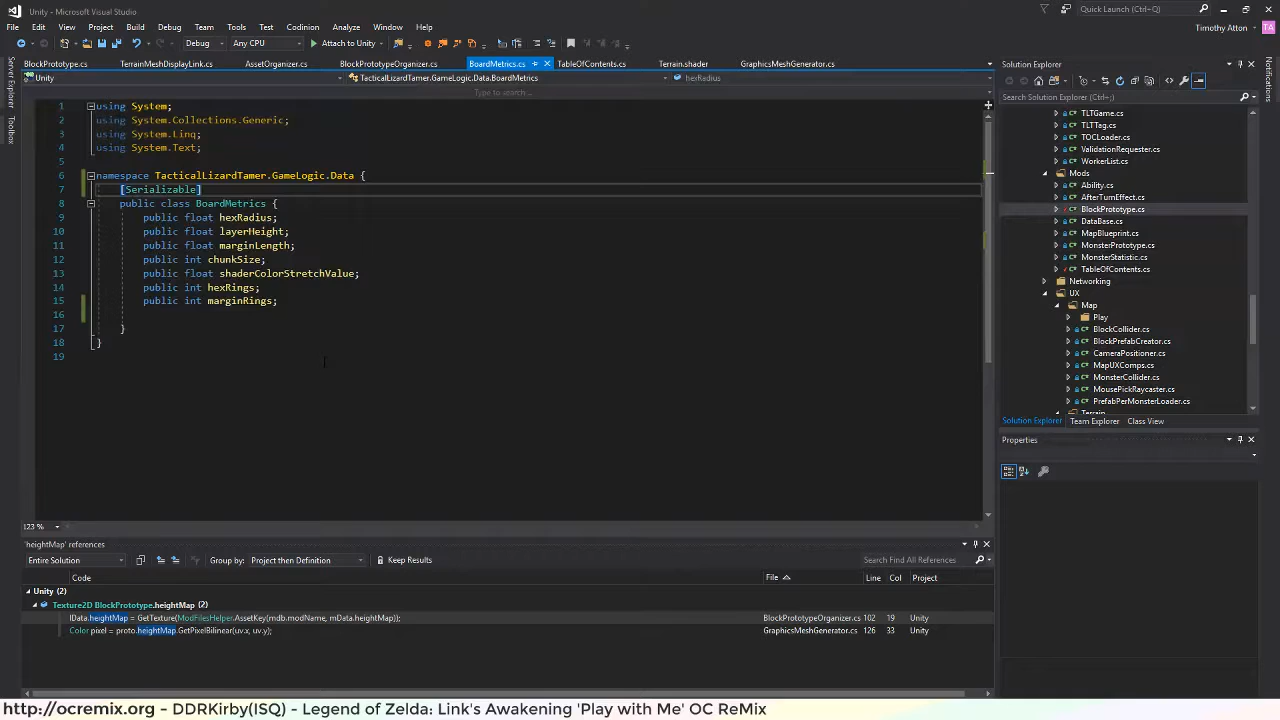 Unity - Microsoft Visual Studio
Quick Launch (Ctrl+Q)
File Edit View Project Build Debug Team Tools Test Codinion Analyze Window Help
Timothy Atton TA
Debug Any CPU Attach to Unity
Server Explorer
Toolbox
Notifications
BlockPrototype.cs TerrainMeshDisplayLink.cs AssetOrganizer.cs BlockPrototypeOrganizer.cs BoardMetrics.cs TableOfContents.cs Terrain.shader GraphicsMeshGenerator.cs
Unity TacticalLizardTamer.GameLogic.Data.BoardMetrics hexRadius
Type to search...
1 using System;
2 using System.Collections.Generic;
3 using System.Linq;
4 using System.Text;
5
6 namespace TacticalLizardTamer.GameLogic.Data {
7 [Serializable]
8 public class BoardMetrics {
9 public float hexRadius;
10 public float layerHeight;
11 public float marginLength;
12 public int chunkSize;
13 public float shaderColorStretchValue;
14 public int hexRings;
15 public int marginRings;
16
17 }
18 }
19
123 %
Solution Explorer
Search Solution Explorer (Ctrl+;)
TLTGame.cs
TLTTag.cs
TOCLoader.cs
ValidationRequester.cs
WorkerList.cs
Mods
Ability.cs
AfterTurnEffect.cs
BlockPrototype.cs
DataBase.cs
MapBlueprint.cs
MonsterPrototype.cs
MonsterStatistic.cs
TableOfContents.cs
Networking
UX
Map
Play
BlockCollider.cs
BlockPrefabCreator.cs
CameraPositioner.cs
MapUXComps.cs
MonsterCollider.cs
MousePickRaycaster.cs
PrefabPerMonsterLoader.cs
Terrain
Solution Explorer Team Explorer Class View
Properties
'heightMap' references
Entire Solution Group by: Project then Definition Keep Results Search Find All References
Code File Line Col Project
Unity (2)
Texture2D BlockPrototype.heightMap (2)
lData.heightMap = GetTexture(ModFilesHelper.AssetKey(mdb.modName, mData.heightMap)); BlockPrototypeOrganizer.cs 102 19 Unity
Color pixel = proto.heightMap.GetPixelBilinear(uv.x, uv.y); GraphicsMeshGenerator.cs 126 33 Unity
http://ocremix.org - DDRKirby(ISQ) - Legend of Zelda: Link's Awakening 'Play with Me' OC ReMix